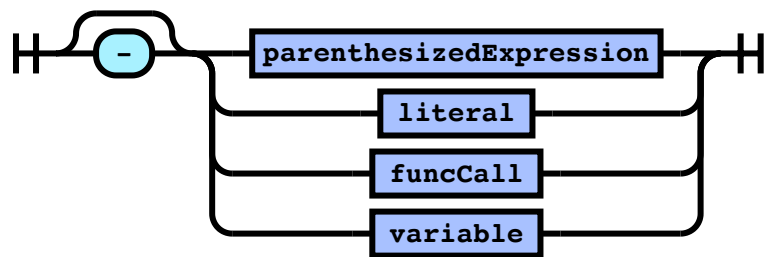 - parenthesizedExpression
literal
funcCall
variable